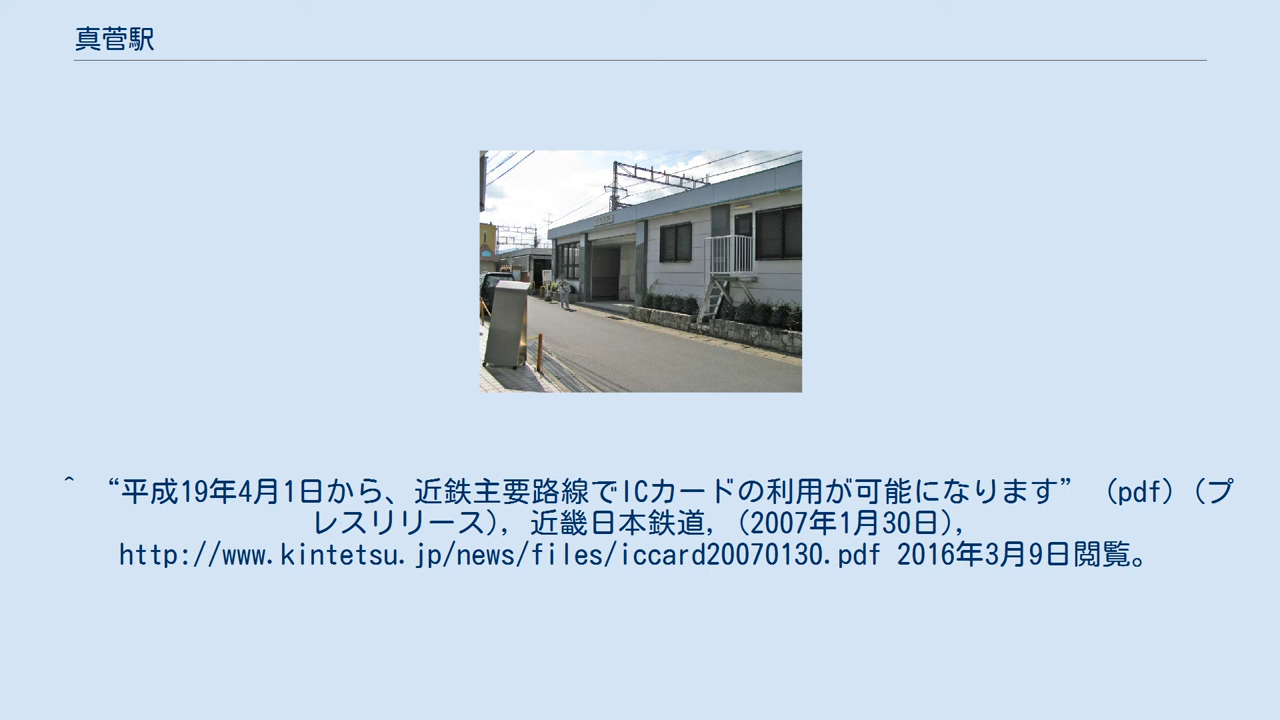 真菅駅
^ “平成19年4月1日から、近鉄主要路線でICカードの利用が可能になります” (pdf) (プ
レスリリース), 近畿日本鉄道, (2007年1月30日),
http://www.kintetsu.jp/news/files/iccard20070130.pdf 2016年3月9日閲覧。